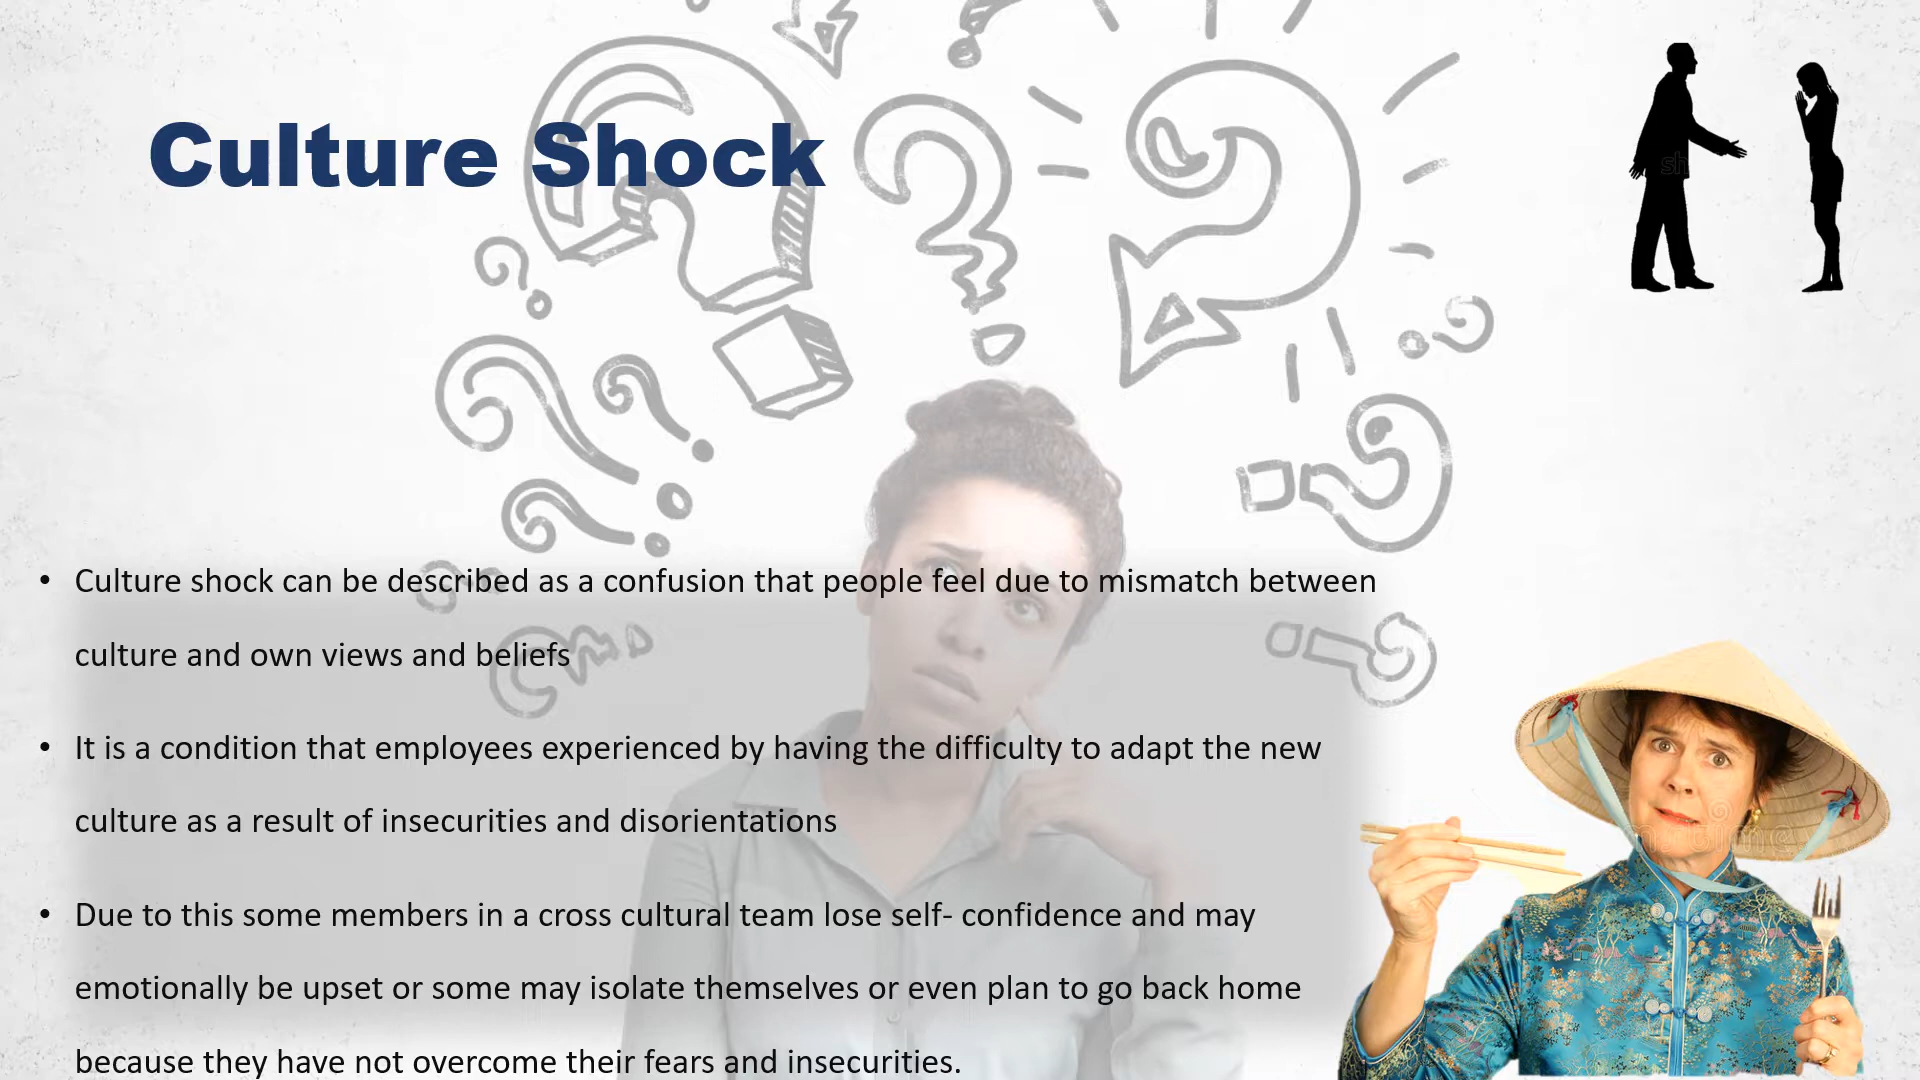 Culture Shock
sh
• Culture shock can be described as a confusion that people feel due to mismatch between
culture and own views and beliefs
• It is a condition that employees experienced by having the difficulty to adapt the new
culture as a result of insecurities and disorientations
• Due to this some members in a cross cultural team lose self- confidence and may
emotionally be upset or some may isolate themselves or even plan to go back home
because they have not overcome their fears and insecurities.